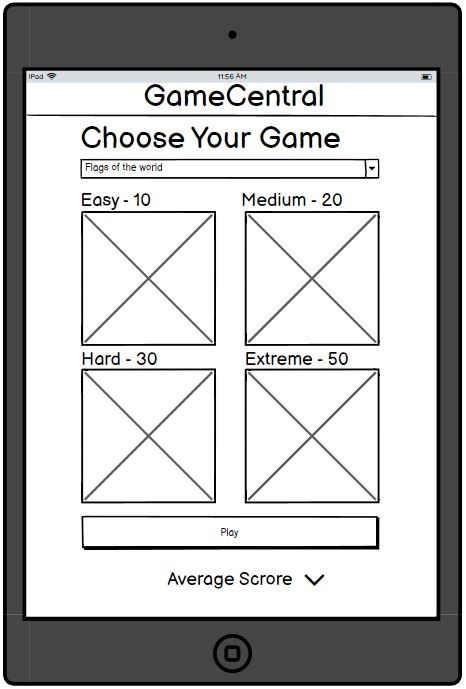 iPad 11:56 AM
GameCentral
Choose Your Game
Flags of the world
Easy - 10 Medium - 20
Hard - 30 Extreme - 50
Play
Average Scrore